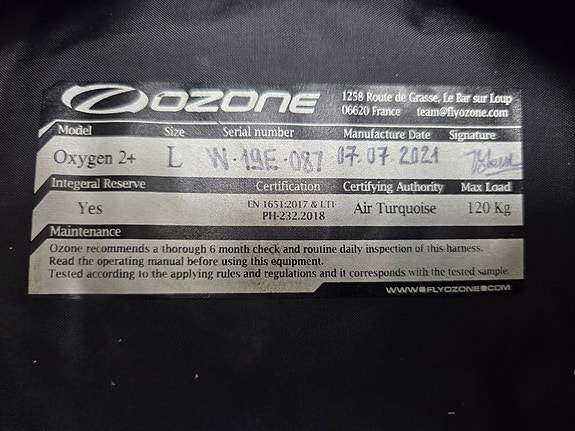 OZONE
1258 Route de Grasse, Le Bar sur Loup
06620 France team@flyozone.com
Model Size Serial number Manufacture Date Signature
Oxygen 2+ L W-19E-087 07.07.2021
Integral Reserve Certification Certifying Authority Max Load
Yes EN 1651:2017 & LTF PH-232.2018 Air Turquoise 120 Kg
Maintenance
Ozone recommends a thorough 6 month check and routine daily inspection of this harness.
Read the operating manual before using this equipment.
Tested according to the applying rules and regulations and it corresponds with the tested sample.
WWW.FLYOZONE.COM